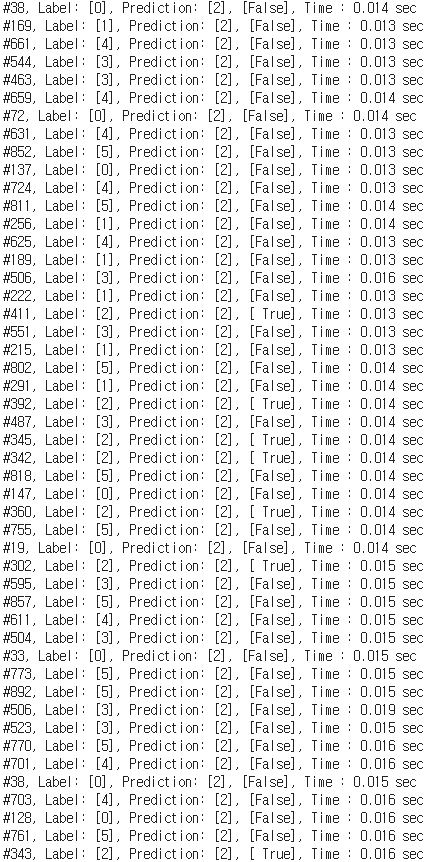 #38, Label: [0], Prediction: [2], [False], Time : 0.014 sec
#169, Label: [1], Prediction: [2], [False], Time : 0.013 sec
#661, Label: [4], Prediction: [2], [False], Time : 0.013 sec
#544, Label: [3], Prediction: [2], [False], Time : 0.013 sec
#463, Label: [3], Prediction: [2], [False], Time : 0.013 sec
#659, Label: [4], Prediction: [2], [False], Time : 0.014 sec
#72, Label: [0], Prediction: [2], [False], Time : 0.014 sec
#631, Label: [4], Prediction: [2], [False], Time : 0.013 sec
#852, Label: [5], Prediction: [2], [False], Time : 0.013 sec
#137, Label: [0], Prediction: [2], [False], Time : 0.013 sec
#724, Label: [4], Prediction: [2], [False], Time : 0.013 sec
#811, Label: [5], Prediction: [2], [False], Time : 0.014 sec
#256, Label: [1], Prediction: [2], [False], Time : 0.014 sec
#625, Label: [4], Prediction: [2], [False], Time : 0.013 sec
#189, Label: [1], Prediction: [2], [False], Time : 0.013 sec
#506, Label: [3], Prediction: [2], [False], Time : 0.016 sec
#222, Label: [1], Prediction: [2], [False], Time : 0.013 sec
#411, Label: [2], Prediction: [2], [ True], Time : 0.013 sec
#551, Label: [3], Prediction: [2], [False], Time : 0.013 sec
#215, Label: [1], Prediction: [2], [False], Time : 0.013 sec
#802, Label: [5], Prediction: [2], [False], Time : 0.014 sec
#291, Label: [1], Prediction: [2], [False], Time : 0.014 sec
#392, Label: [2], Prediction: [2], [ True], Time : 0.014 sec
#487, Label: [3], Prediction: [2], [False], Time : 0.014 sec
#345, Label: [2], Prediction: [2], [ True], Time : 0.014 sec
#342, Label: [2], Prediction: [2], [ True], Time : 0.014 sec
#818, Label: [5], Prediction: [2], [False], Time : 0.014 sec
#147, Label: [0], Prediction: [2], [False], Time : 0.014 sec
#360, Label: [2], Prediction: [2], [ True], Time : 0.014 sec
#755, Label: [5], Prediction: [2], [False], Time : 0.014 sec
#19, Label: [0], Prediction: [2], [False], Time : 0.014 sec
#302, Label: [2], Prediction: [2], [ True], Time : 0.015 sec
#595, Label: [3], Prediction: [2], [False], Time : 0.015 sec
#857, Label: [5], Prediction: [2], [False], Time : 0.015 sec
#611, Label: [4], Prediction: [2], [False], Time : 0.015 sec
#504, Label: [3], Prediction: [2], [False], Time : 0.015 sec
#33, Label: [0], Prediction: [2], [False], Time : 0.015 sec
#773, Label: [5], Prediction: [2], [False], Time : 0.015 sec
#892, Label: [5], Prediction: [2], [False], Time : 0.015 sec
#506, Label: [3], Prediction: [2], [False], Time : 0.019 sec
#523, Label: [3], Prediction: [2], [False], Time : 0.015 sec
#770, Label: [5], Prediction: [2], [False], Time : 0.016 sec
#701, Label: [4], Prediction: [2], [False], Time : 0.016 sec
#38, Label: [0], Prediction: [2], [False], Time : 0.015 sec
#703, Label: [4], Prediction: [2], [False], Time : 0.016 sec
#128, Label: [0], Prediction: [2], [False], Time : 0.016 sec
#761, Label: [5], Prediction: [2], [False], Time : 0.016 sec
#343, Label: [2], Prediction: [2], [ True], Time : 0.016 sec